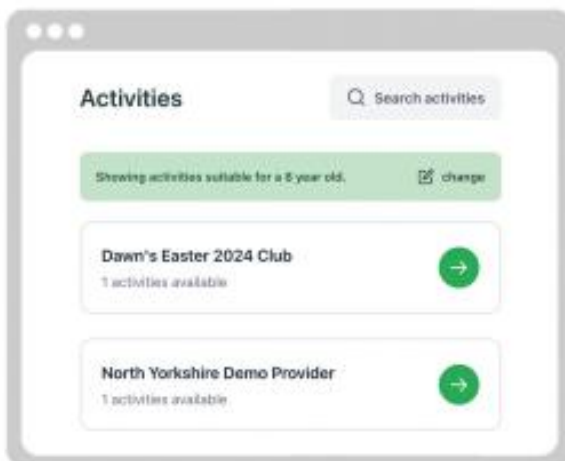 Activities
Search activities
Showing activities suitable for a 6 year old.
change
Dawn's Easter 2024 Club
1 activities available
North Yorkshire Demo Provider
1 activities available